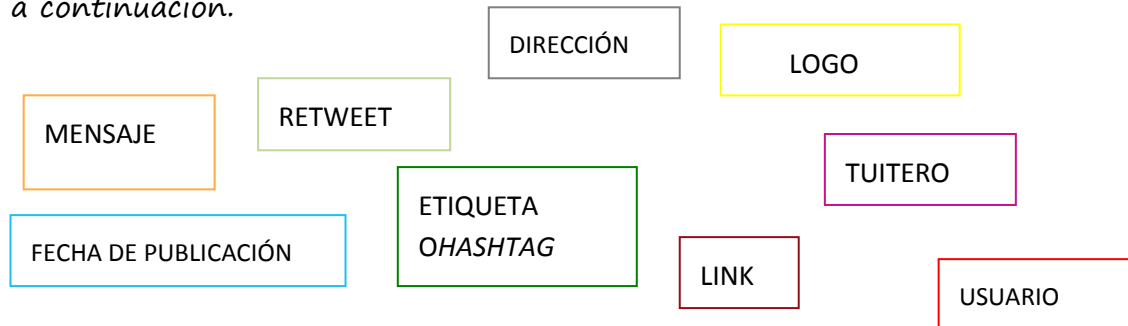 a continuación.
DIRECCIÓN
LOGO
MENSAJE
RETWEET
TUITERO
ETIQUETA
OHASHTAG
FECHA DE PUBLICACIÓN
LINK
USUARIO